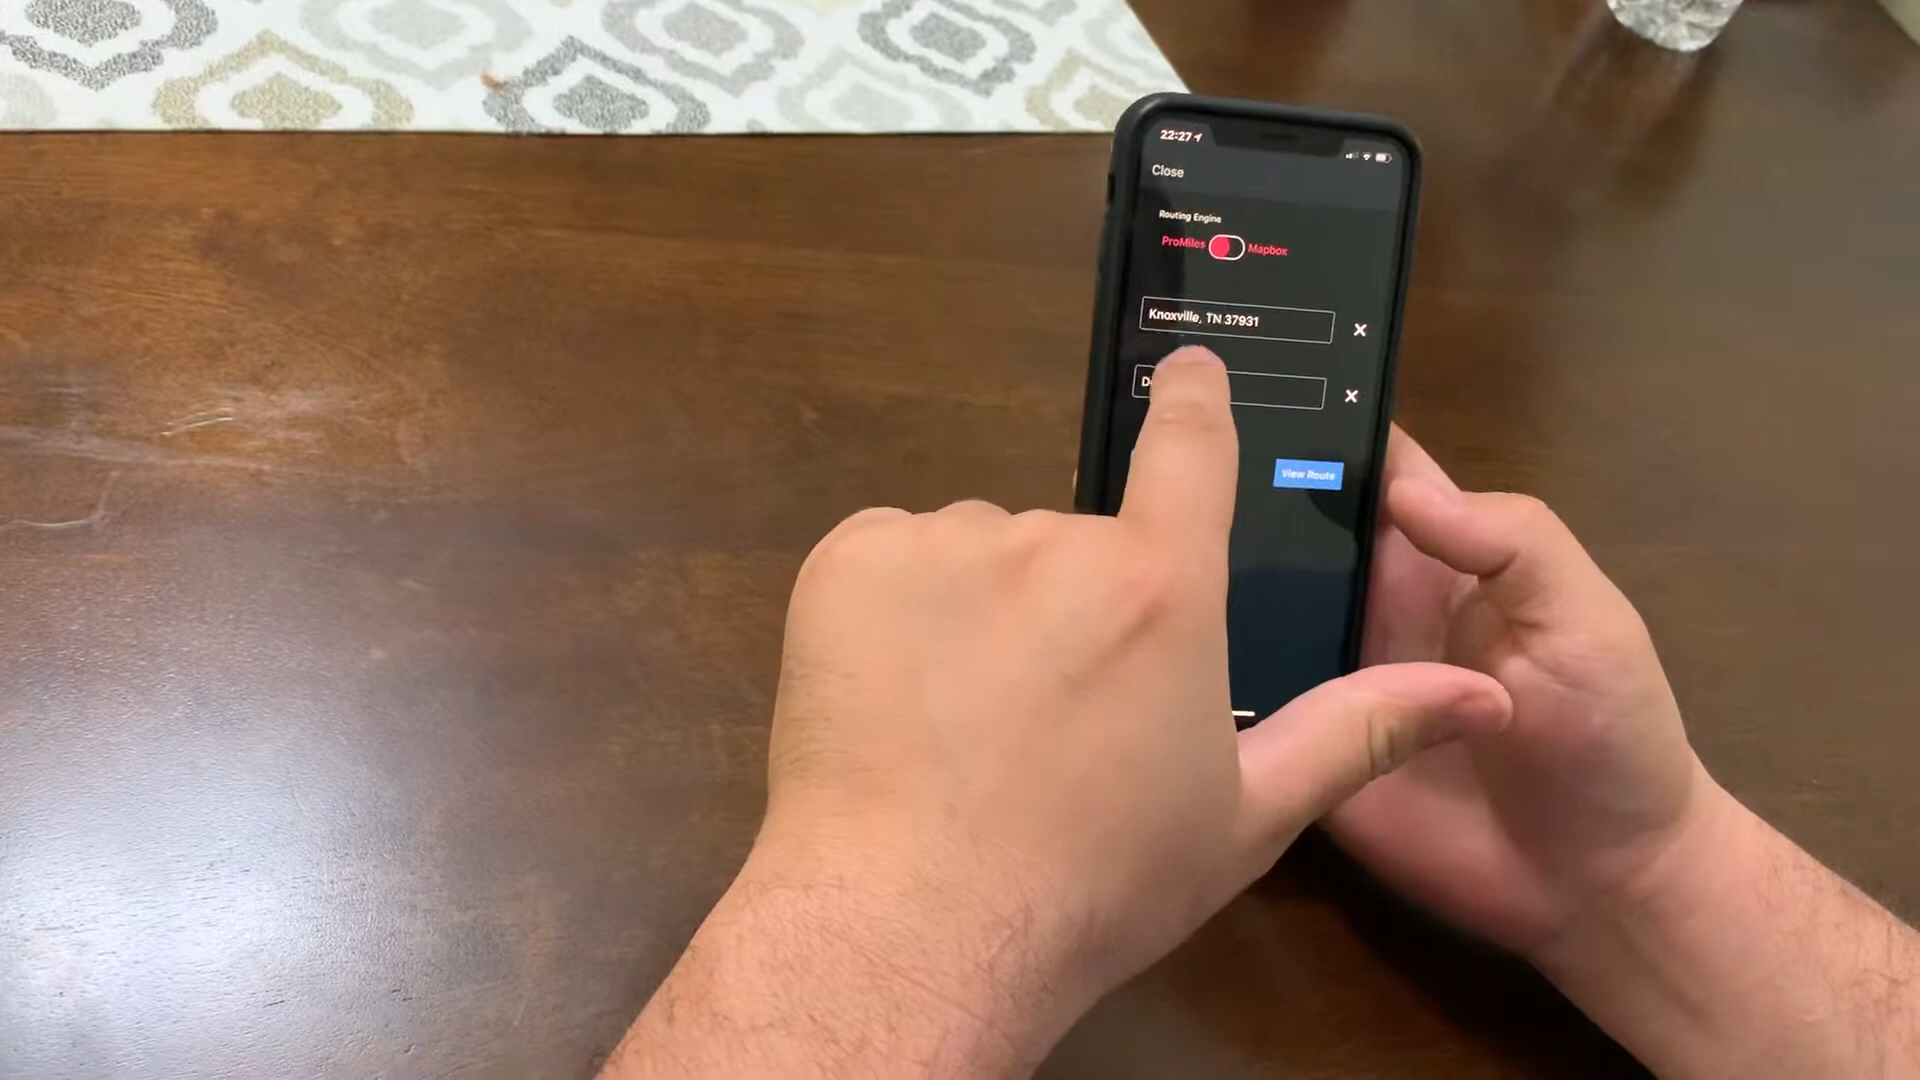 22:27
Close
Routing Engine
ProMiles Mapbox
Knoxville, TN 37931
View Route